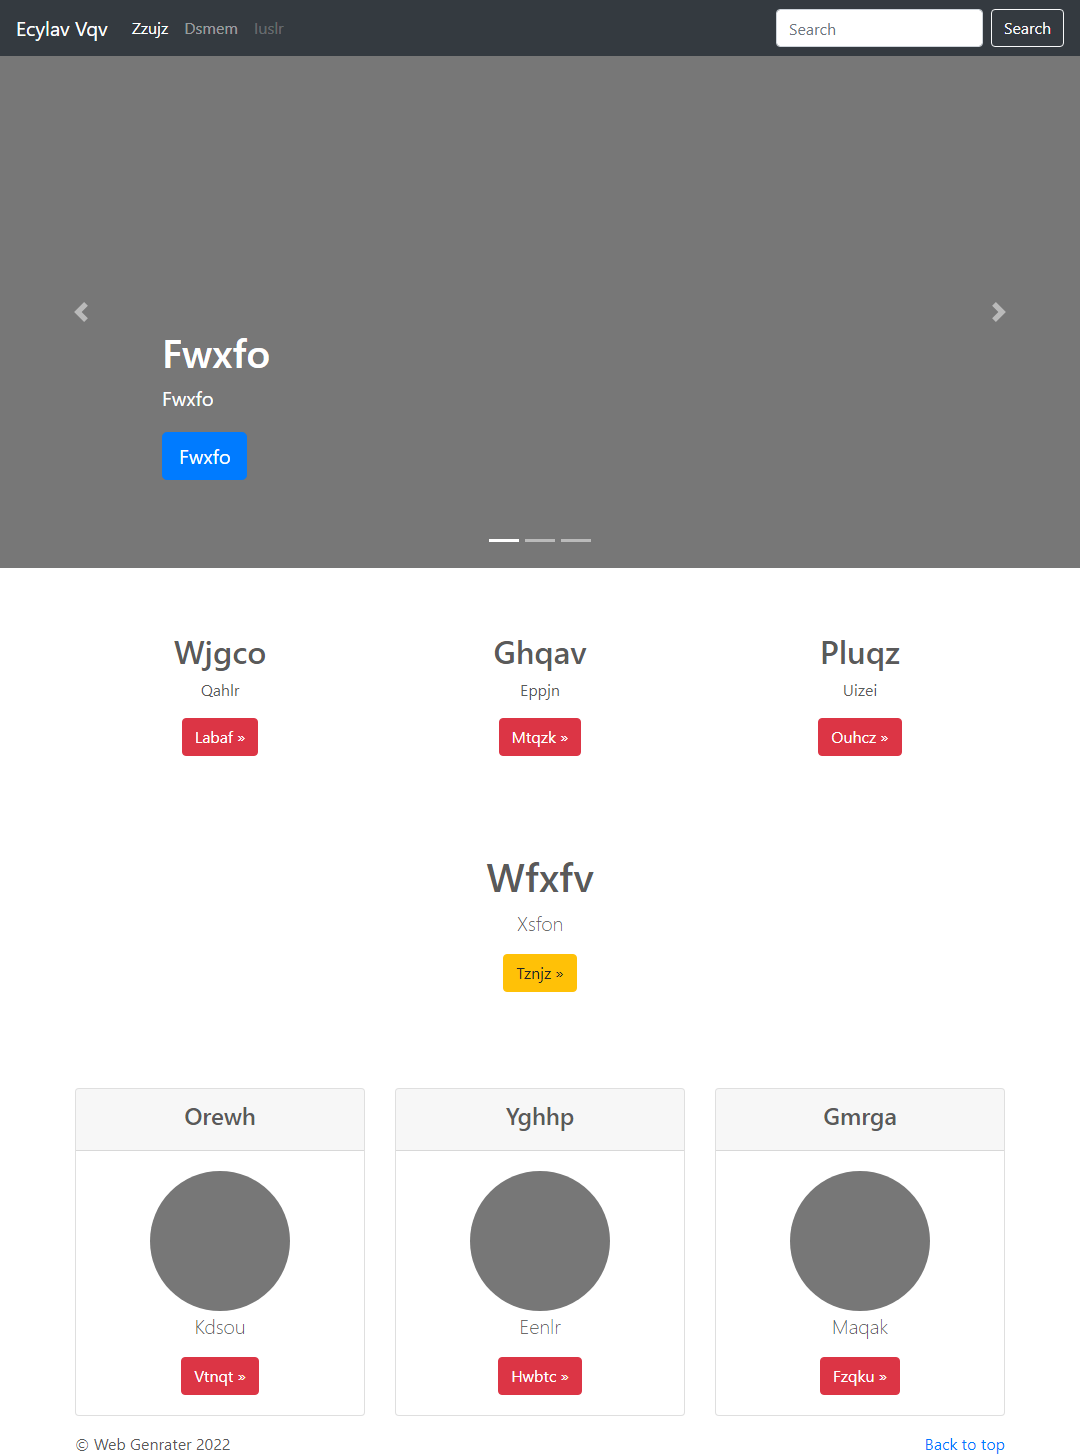 Ecylav Vqv Zzujz Dsmem Iuslr Search Search
Fwxfo
Fwxfo
Fwxfo
Wjgco Ghqav Pluqz
Qahlr Eppjn Uizei
Labaf » Mtqzk » Ouhcz »
Wfxfv
Xsfon
Tznjz »
Orewh Yghhp Gmrga
Kdsou Eenlr Maqak
Vtnqt » Hwbtc » Fzqku »
© Web Genrater 2022 Back to top